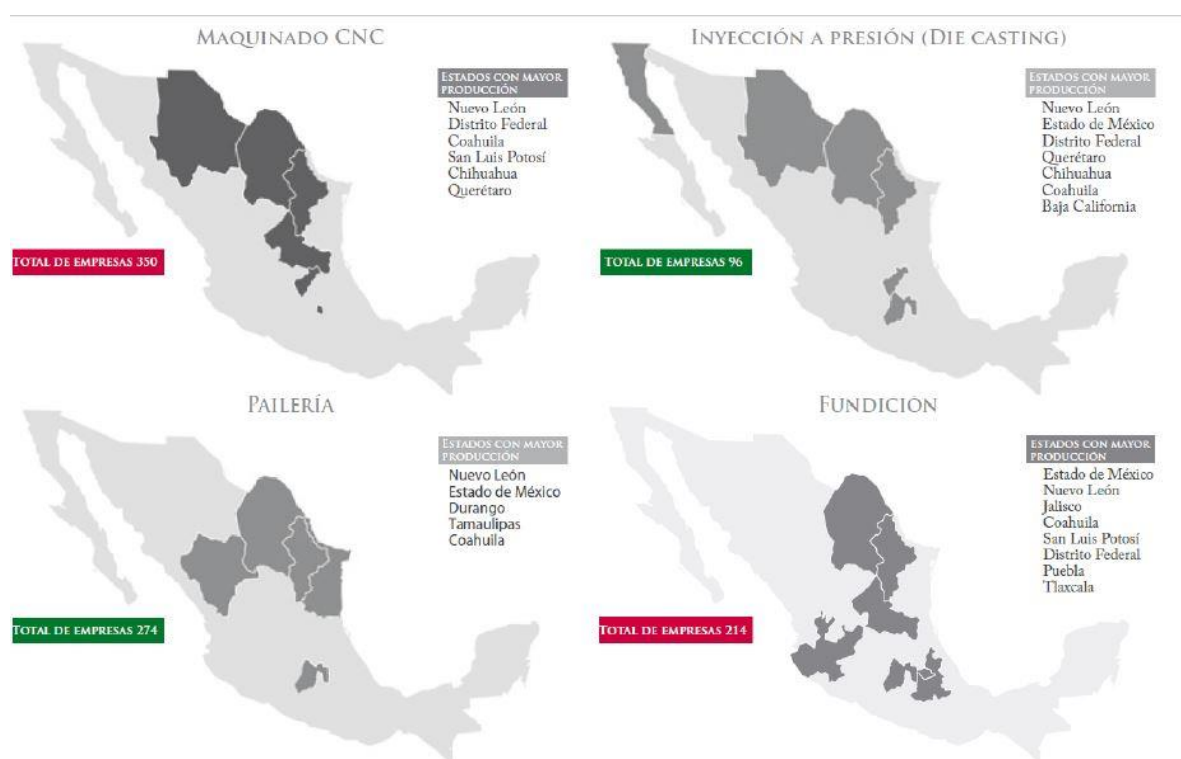 MAQUINADO CNC
ESTADOS CON MAYOR
PRODUCCIÓN
Nuevo León
Distrito Federal
Coahuila
San Luis Potosí
Chihuahua
Querétaro
TOTAL DE EMPRESAS 350
INYECCIÓN A PRESIÓN (DIE CASTING)
ESTADOS CON MAYOR
PRODUCCIÓN
Nuevo León
Estado de México
Distrito Federal
Querétaro
Chihuahua
Coahuila
Baja California
TOTAL DE EMPRESAS 96
PAILERÍA
ESTADOS CON MAYOR
PRODUCCIÓN
Nuevo León
Estado de México
Durango
Tamaulipas
Coahuila
TOTAL DE EMPRESAS 274
FUNDICIÓN
ESTADOS CON MAYOR
PRODUCCIÓN
Estado de México
Nuevo León
Jalisco
Coahuila
San Luis Potosí
Distrito Federal
Puebla
Tlaxcala
TOTAL DE EMPRESAS 214